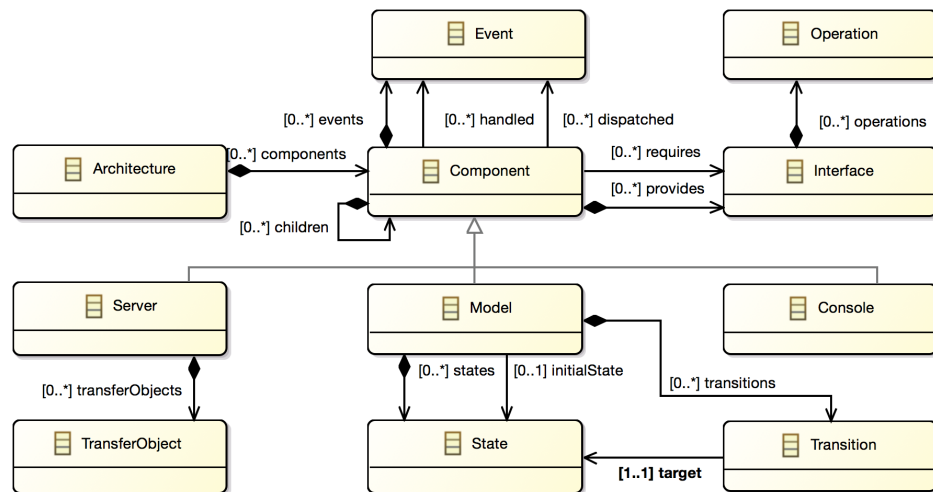 Event
Operation
[0..*] events
[0..*] handled
[0..*] dispatched
[0..*] operations
Architecture
[0..*] components
Component
[0..*] requires
[0..*] provides
Interface
[0..*] children
Server
Model
Console
[0..*] transferObjects
[0..*] states
[0..1] initialState
[0..*] transitions
TransferObject
State
Transition
[1..1] target